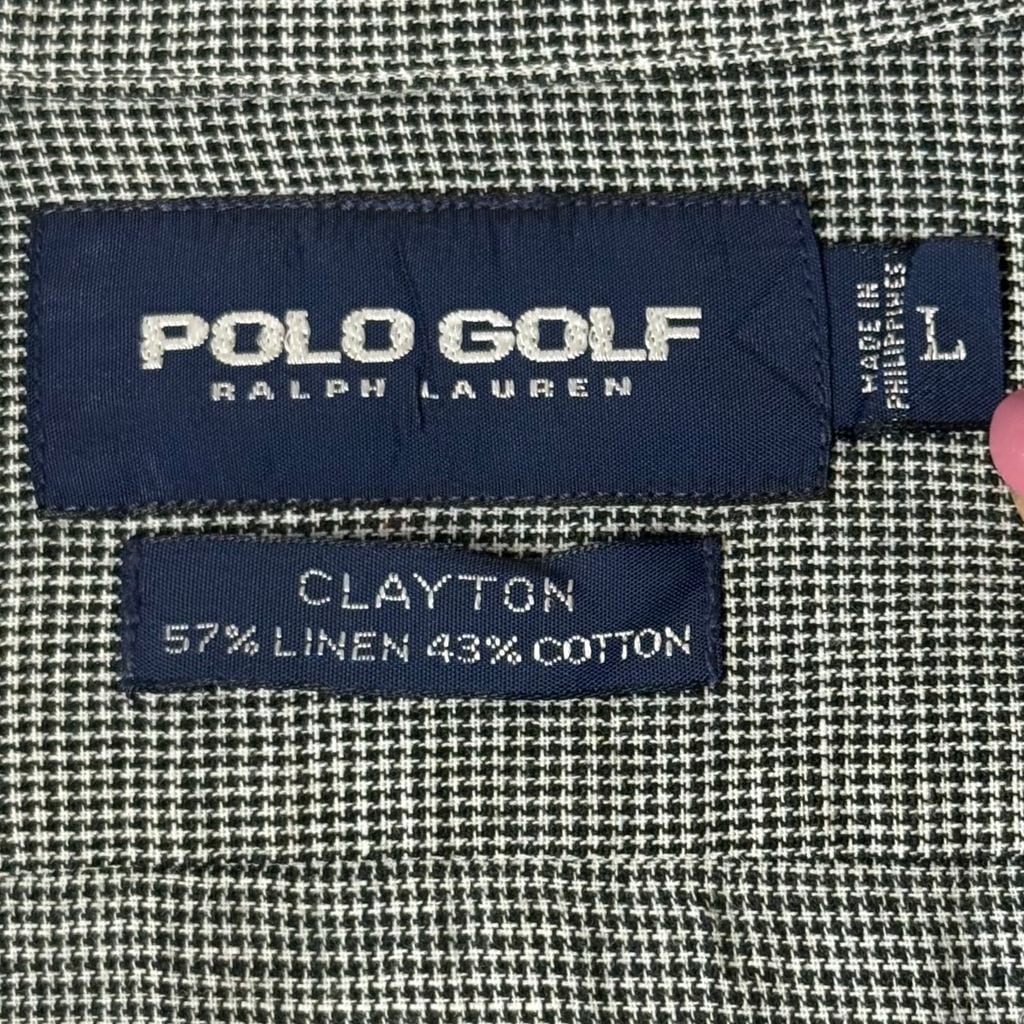 POLO GOLF
RALPH LAUREN
MADE IN
PHILIPPINES
L
CLAYTON
57% LINEN 43% COTTON